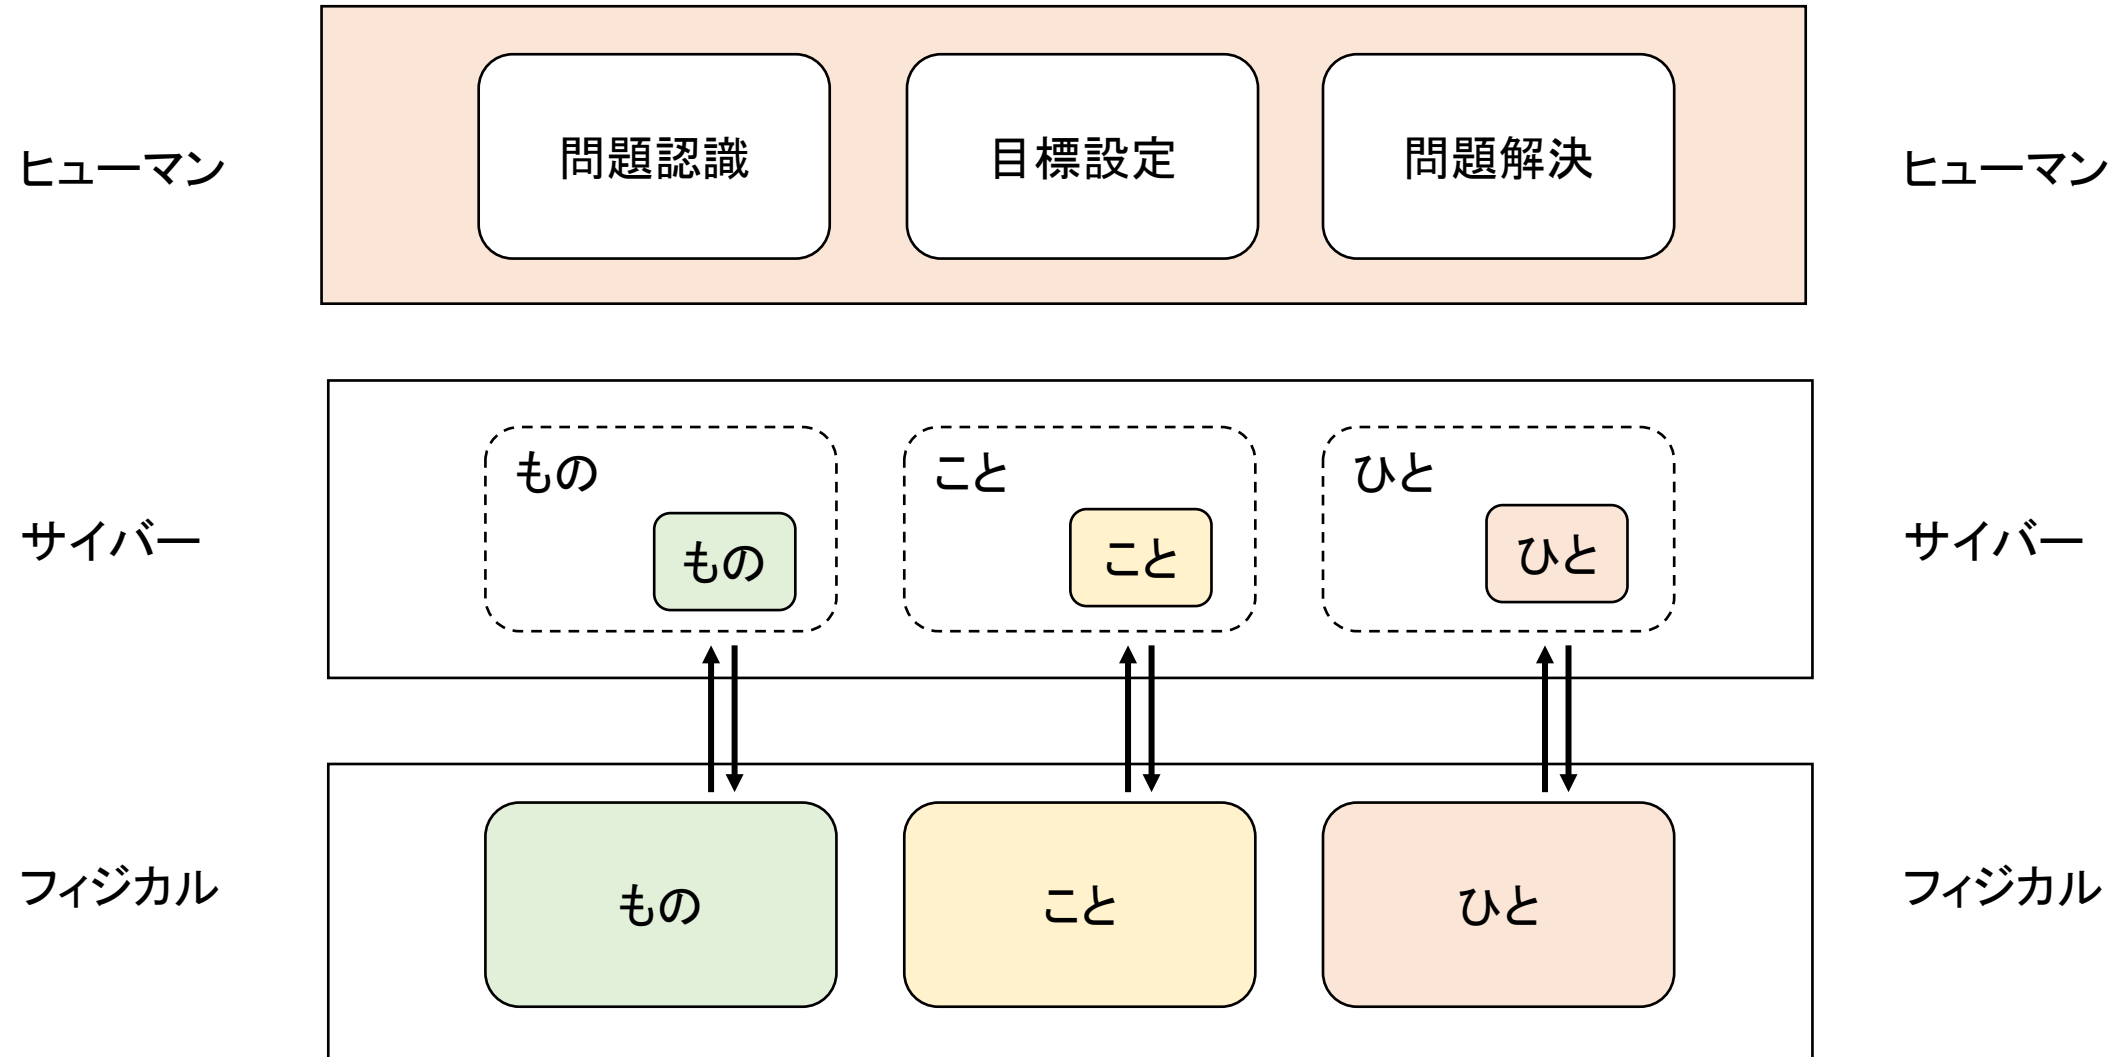 ヒューマン
問題認識
目標設定
問題解決
ヒューマン
もの
こと
ひと
サイバー
もの
こと
ひと
サイバー
フィジカル
もの
こと
ひと
フィジカル